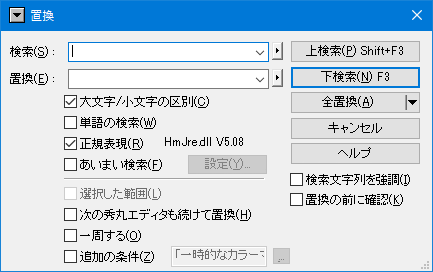 置換
検索(S):
上検索(P) Shift+F3
置換(E):
下検索(N) F3
大文字/小文字の区別(C)
全置換(A)
単語の検索(W)
キャンセル
正規表現(R) HmJre.dll V5.08
ヘルプ
あいまい検索(F) 設定(Y)...
選択した範囲(L)
検索文字列を強調(I)
次の秀丸エディタも続けて置換(H)
置換の前に確認(K)
一周する(O)
追加の条件(Z) 「一時的なカラーマ ...